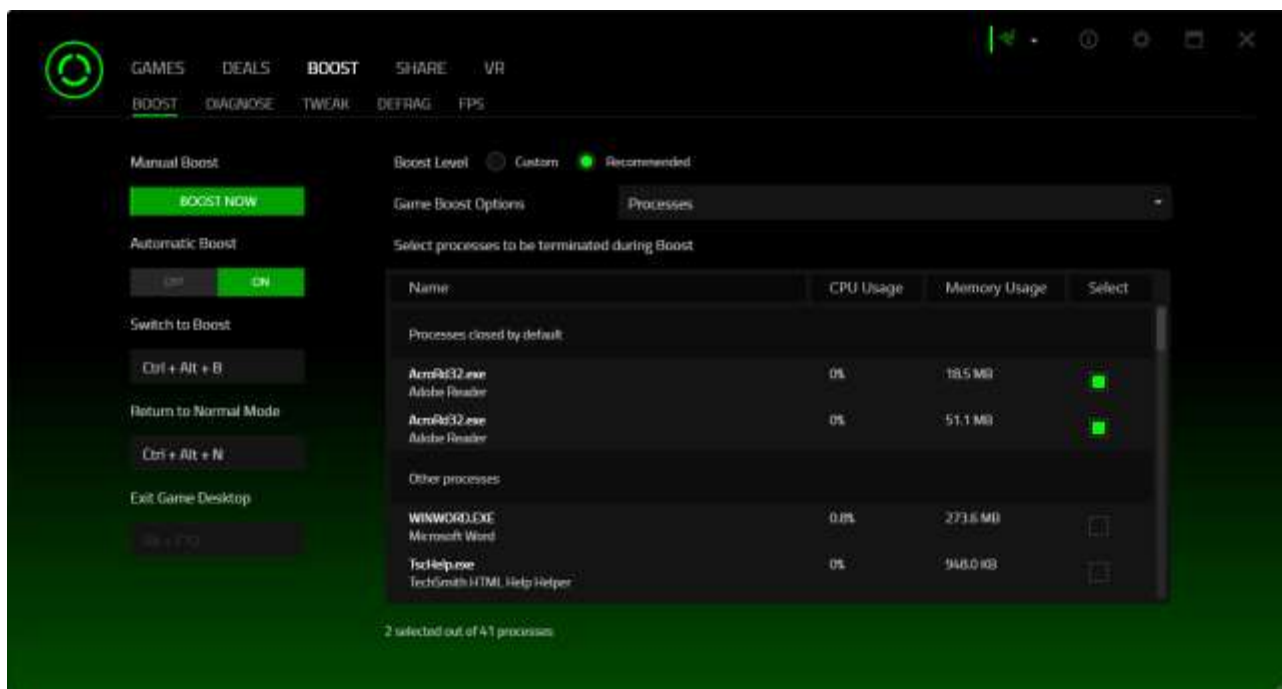 GAMES DEALS BOOST SHARE VR
BOOST DIAGNOSE TWEAK DEFRAG FPS
Manual Boost
BOOST NOW
Automatic Boost
OFF ON
Switch to Boost
Ctrl + Alt + B
Return to Normal Mode
Ctrl + Alt + N
Exit Game Desktop
Boost Level Custom Recommended
Game Boost Options Processes
Select processes to be terminated during Boost
Name CPU Usage Memory Usage Select
Processes closed by default
AcroRd32.exe 0% 18.5 MB
Adobe Reader
AcroRd32.exe 0% 51.1 MB
Adobe Reader
Other processes
WINWORD.EXE 0.8% 273.6 MB
Microsoft Word
TscHelp.exe 0% 948.0 KB
TechSmith HTML Help Helper
2 selected out of 41 processes